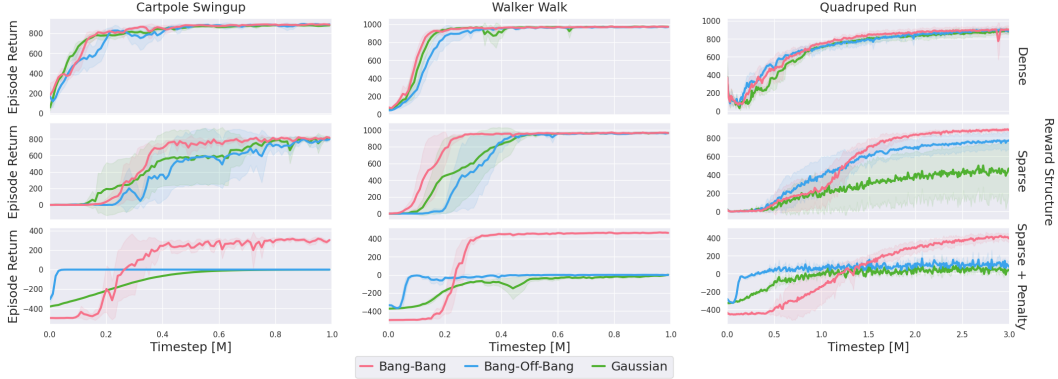 Cartpole Swingup
Walker Walk
Quadruped Run
Episode Return
800
600
400
200
0
1000
800
600
400
200
0
1000
800
600
400
200
0
Dense
Episode Return
800
600
400
200
0
1000
800
600
400
200
0
800
600
400
200
0
Sparse
Reward Structure
Episode Return
400
200
0
−200
−400
400
200
0
−200
−400
400
200
0
−200
−400
Sparse + Penalty
0.0 0.2 0.4 0.6 0.8 1.0
0.0 0.2 0.4 0.6 0.8 1.0
0.0 0.5 1.0 1.5 2.0 2.5 3.0
Timestep [M]
Timestep [M]
Timestep [M]
Bang-Bang Bang-Off-Bang Gaussian